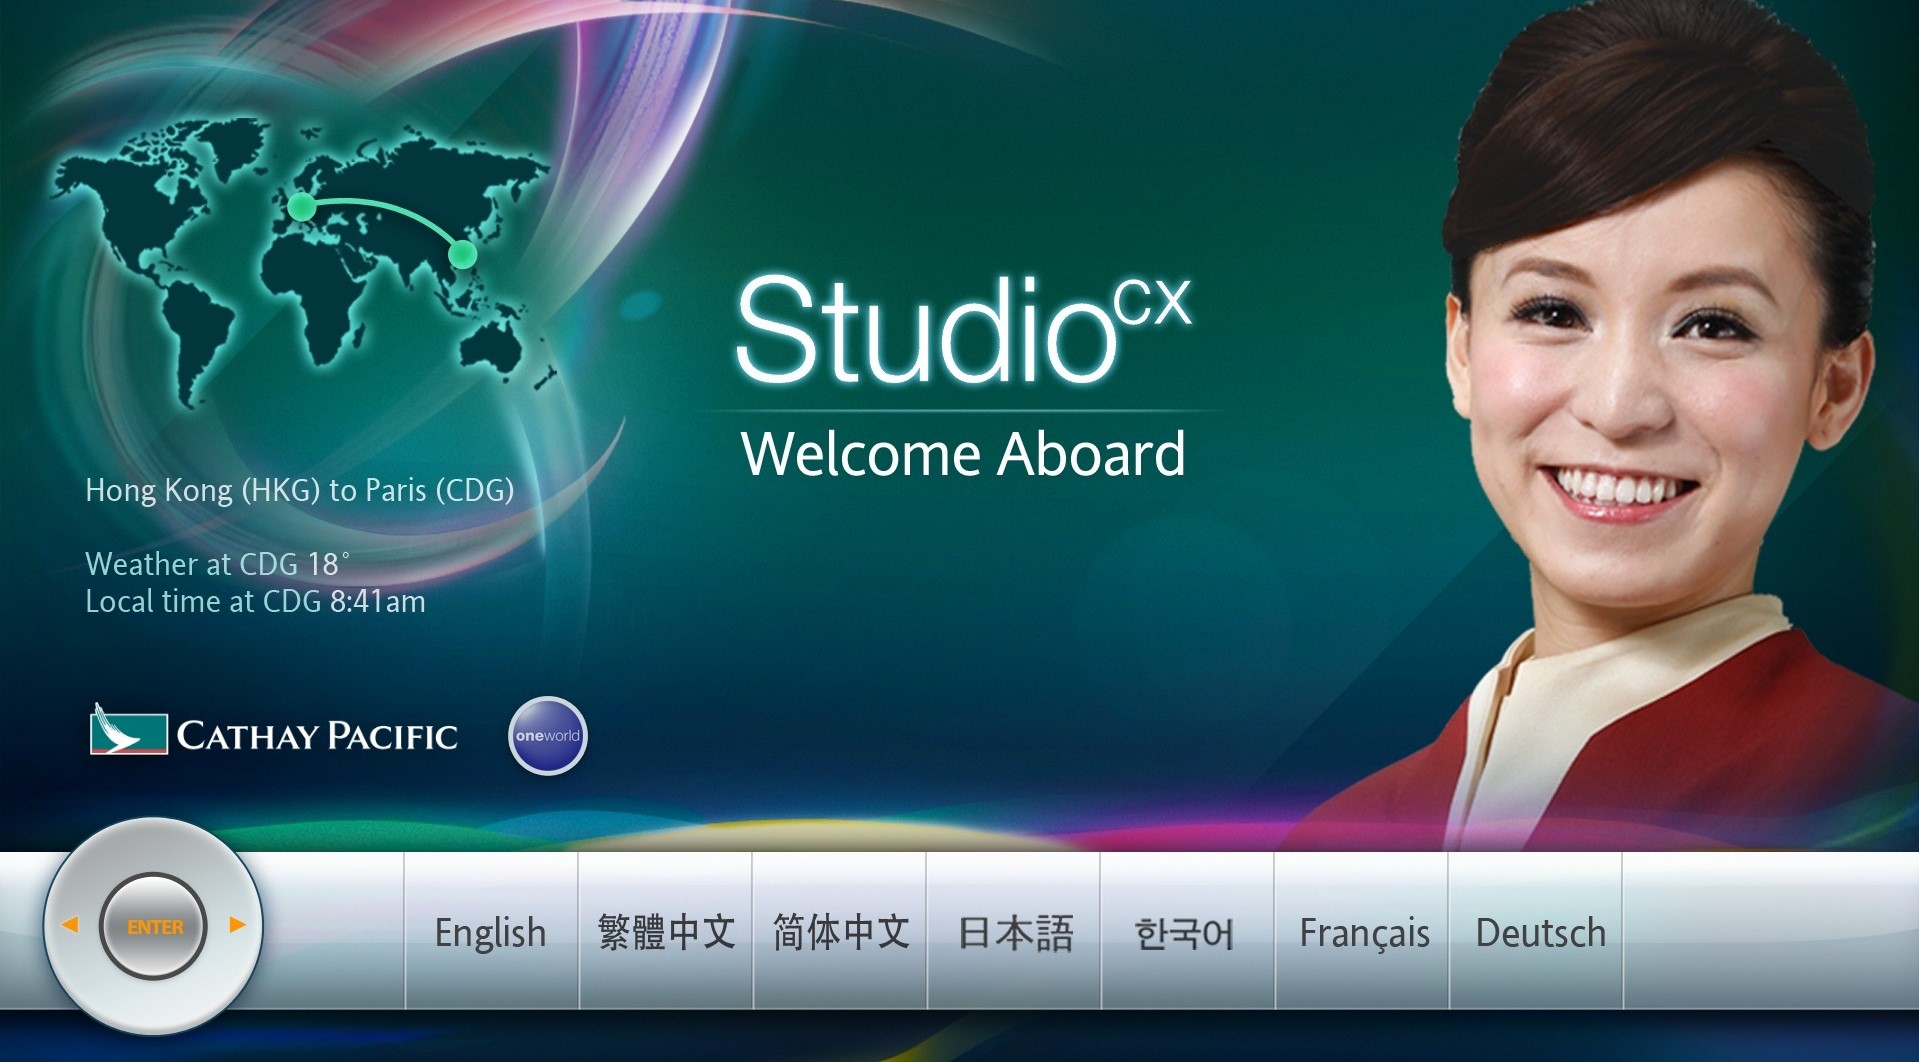 Studio CX
Welcome Aboard
Hong Kong (HKG) to Paris (CDG)
Weather at CDG 18°
Local time at CDG 8:41am
CATHAY PACIFIC
oneworld
ENTER
English
繁體中文
简体中文
日本語
한국어
Français
Deutsch